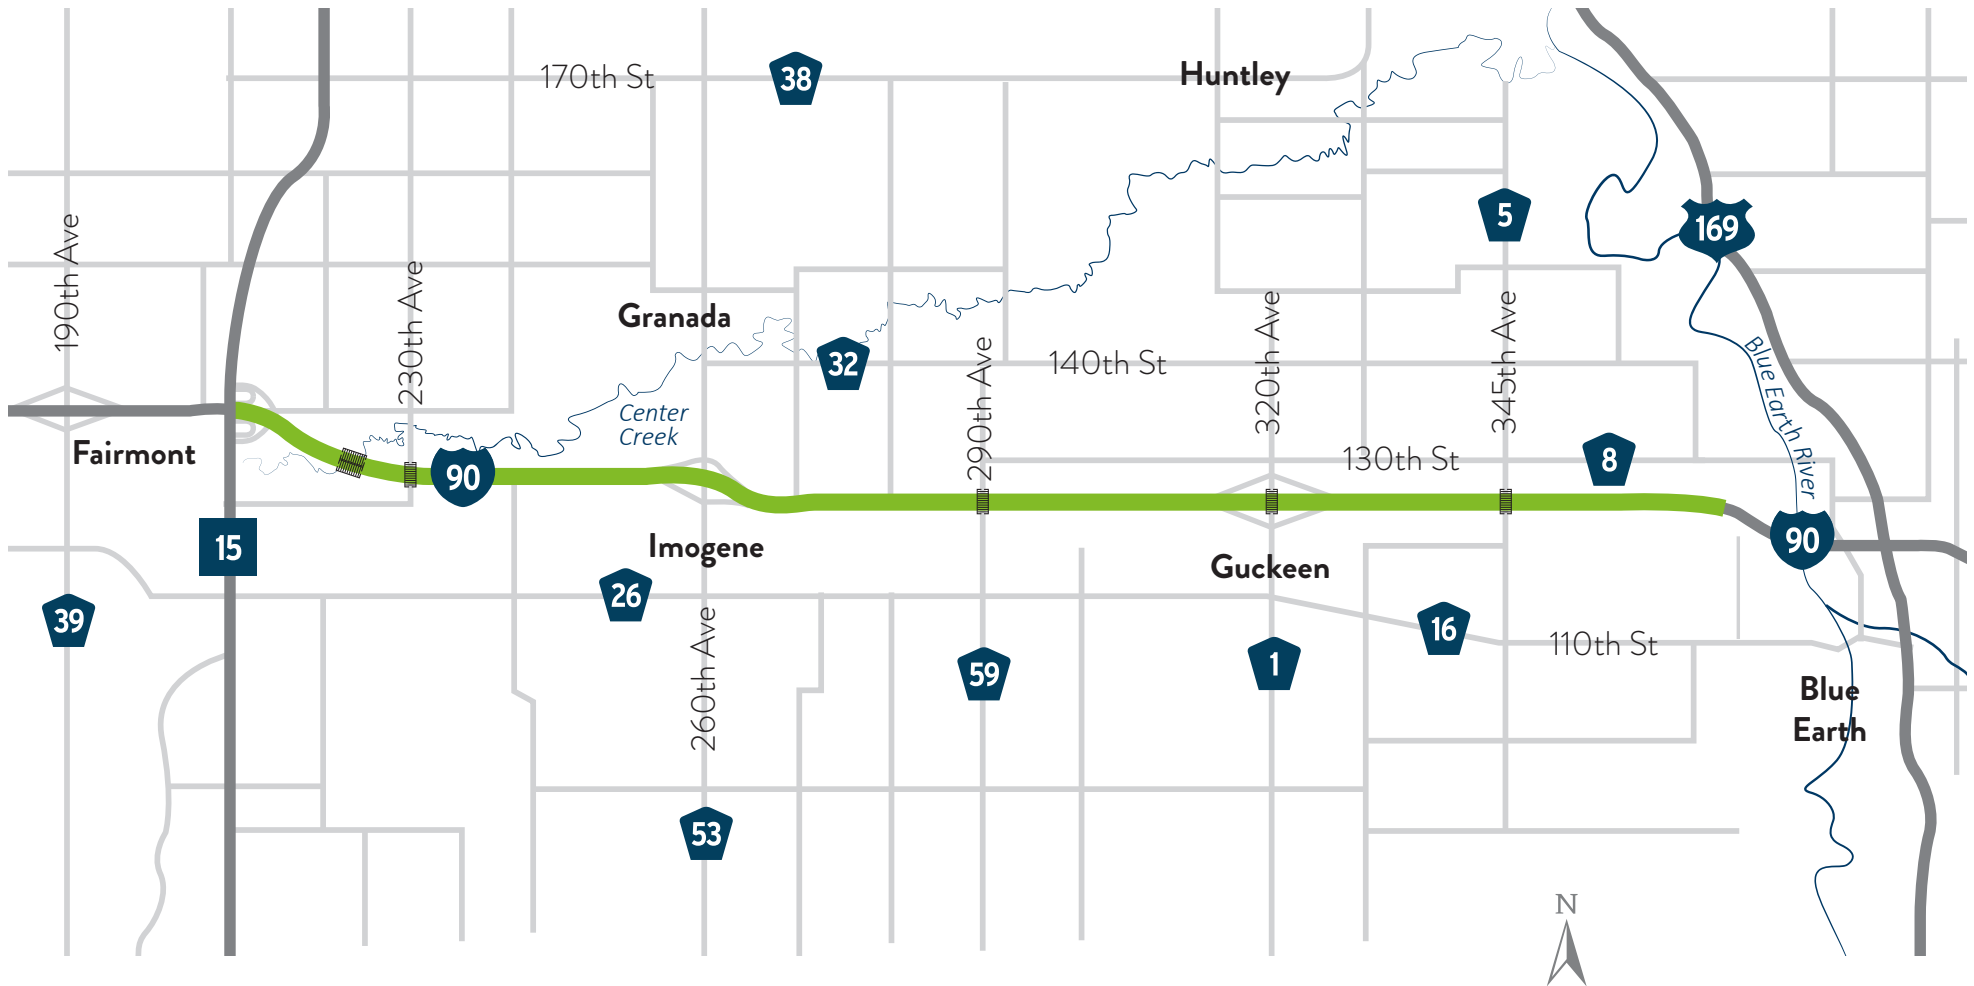 170th St
38
Huntley
5
169
190th Ave
230th Ave
Granada
32
290th Ave
140th St
320th Ave
345th Ave
Blue Earth River
Center
Creek
Fairmont
90
130th St
8
15
Imogene
Guckeen
90
39
26
260th Ave
59
1
16
110th St
Blue
Earth
53
N